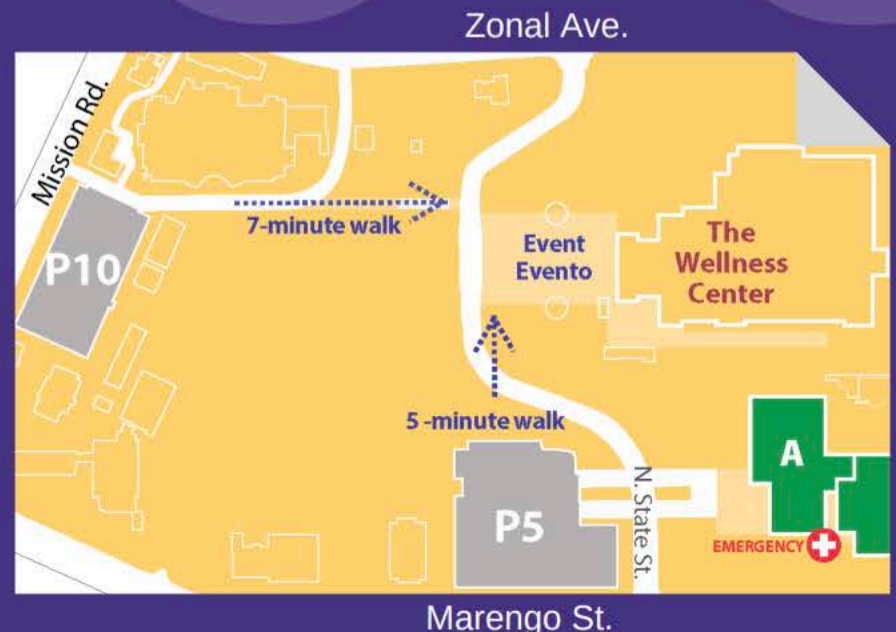 Zonal Ave.
Mission Rd.
7-minute walk
P10
Event
Evento
The
Wellness
Center
5 -minute walk
A
P5
N. State St.
EMERGENCY
Marengo St.